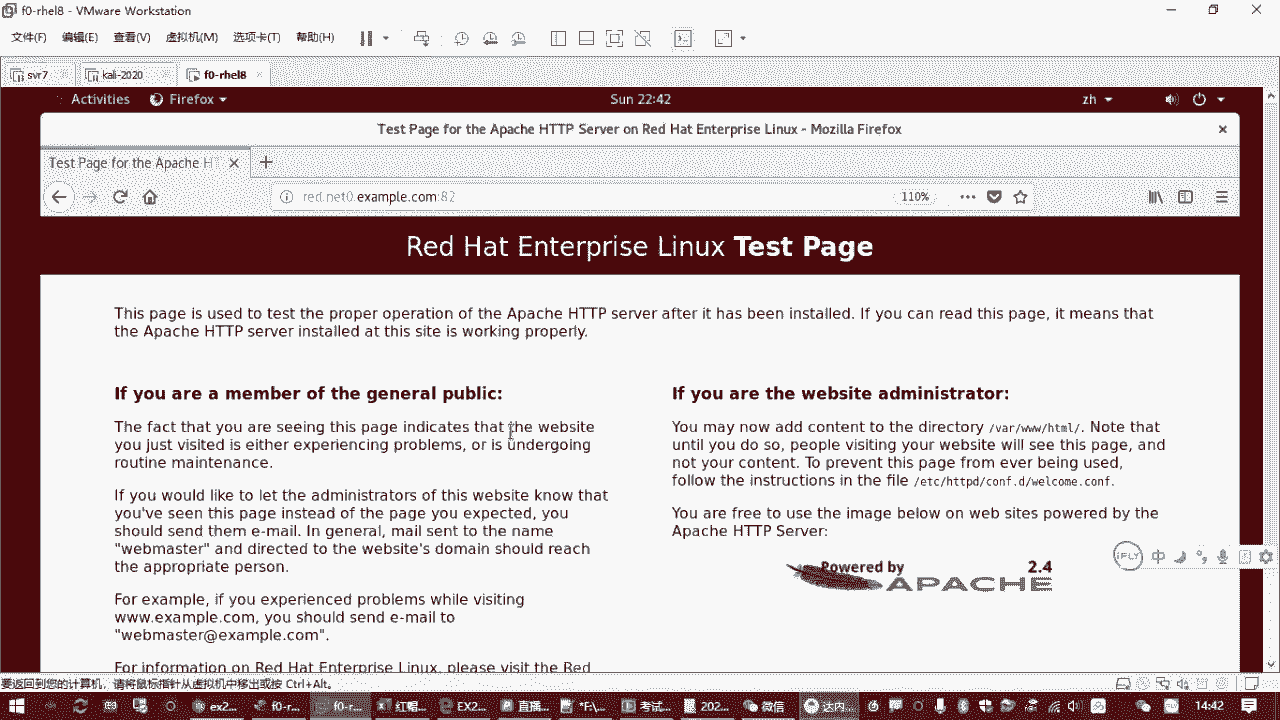 f0-rhel8 - VMware Workstation
文件(F) 编辑(E) 查看(V) 虚拟机(M) 选项卡(T) 帮助(H)
svr7 kali-2020 f0-rhel8
Activities Firefox Sun 22:42 zh
Test Page for the Apache HTTP Server on Red Hat Enterprise Linux - Mozilla Firefox
Test Page for the Apache HT
red.net0.example.com:82 110%
Red Hat Enterprise Linux Test Page
This page is used to test the proper operation of the Apache HTTP server after it has been installed. If you can read this page, it means that
the Apache HTTP server installed at this site is working properly.
If you are a member of the general public:
The fact that you are seeing this page indicates that the website
you just visited is either experiencing problems, or is undergoing
routine maintenance.
If you would like to let the administrators of this website know that
you've seen this page instead of the page you expected, you
should send them e-mail. In general, mail sent to the name
"webmaster" and directed to the website's domain should reach
the appropriate person.
For example, if you experienced problems while visiting
www.example.com, you should send e-mail to
"webmaster@example.com".
For information on Red Hat Enterprise Linux, please visit the Red
If you are the website administrator:
You may now add content to the directory /var/www/html/. Note that
until you do so, people visiting your website will see this page, and
not your content. To prevent this page from ever being used,
follow the instructions in the file /etc/httpd/conf.d/welcome.conf.
You are free to use the image below on web sites powered by the
Apache HTTP Server:
Powered by 2.4
APACHE
iFLY 中
要返回到您的计算机，请将鼠标指针从虚拟机中移出或按 Ctrl+Alt。
ex2... f0-r... f0-r... 红帽... EX2... 直播... *F:\... 考试... 202... 微信 达内... 14:42